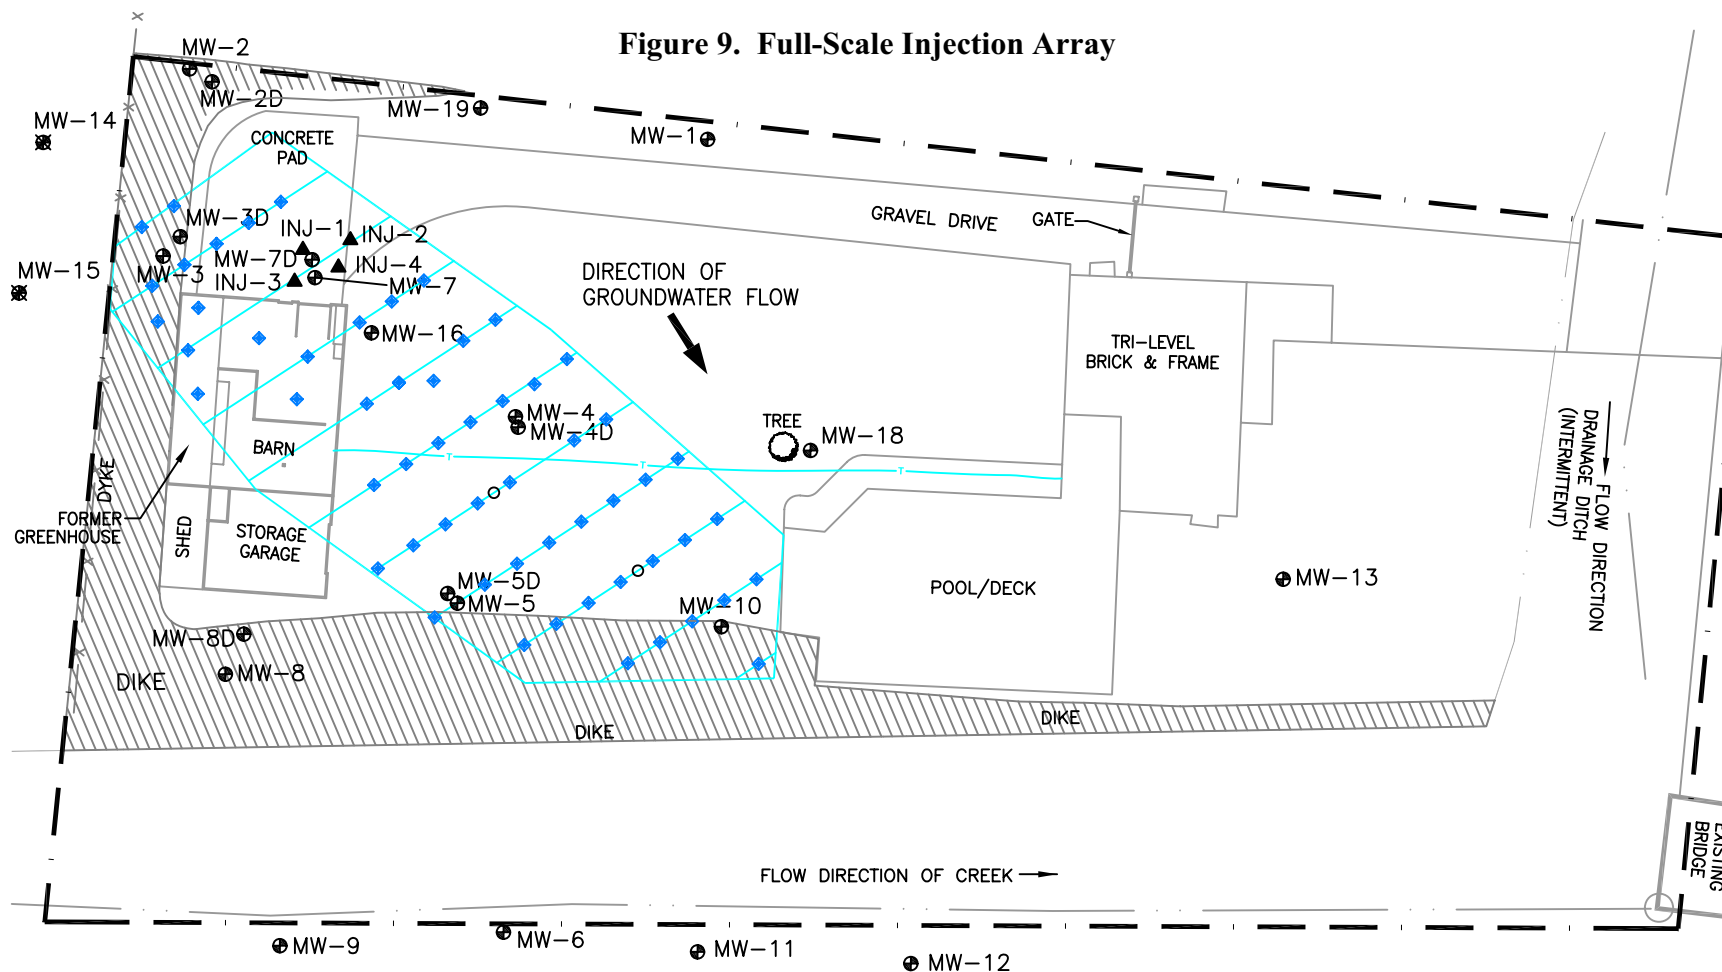 Figure 9. Full-Scale Injection Array
MW-2
MW-2D
MW-19
MW-1
MW-14
CONCRETE
PAD
MW-3D
INJ-1
INJ-2
GRAVEL DRIVE
GATE
MW-7D
INJ-4
MW-15
MW-3
INJ-3
MW-7
DIRECTION OF
GROUNDWATER FLOW
MW-16
TRI-LEVEL
BRICK & FRAME
MW-4
MW-4D
TREE
MW-18
FLOW DIRECTION
DRAINAGE DITCH
(INTERMITTENT)
BARN
T
T
T
DYKE
FORMER
GREENHOUSE
SHED
STORAGE
GARAGE
MW-5D
MW-5
MW-10
POOL/DECK
MW-13
MW-8D
MW-8
DIKE
DIKE
DIKE
EXISTING
BRIDGE
FLOW DIRECTION OF CREEK
MW-9
MW-6
MW-11
MW-12